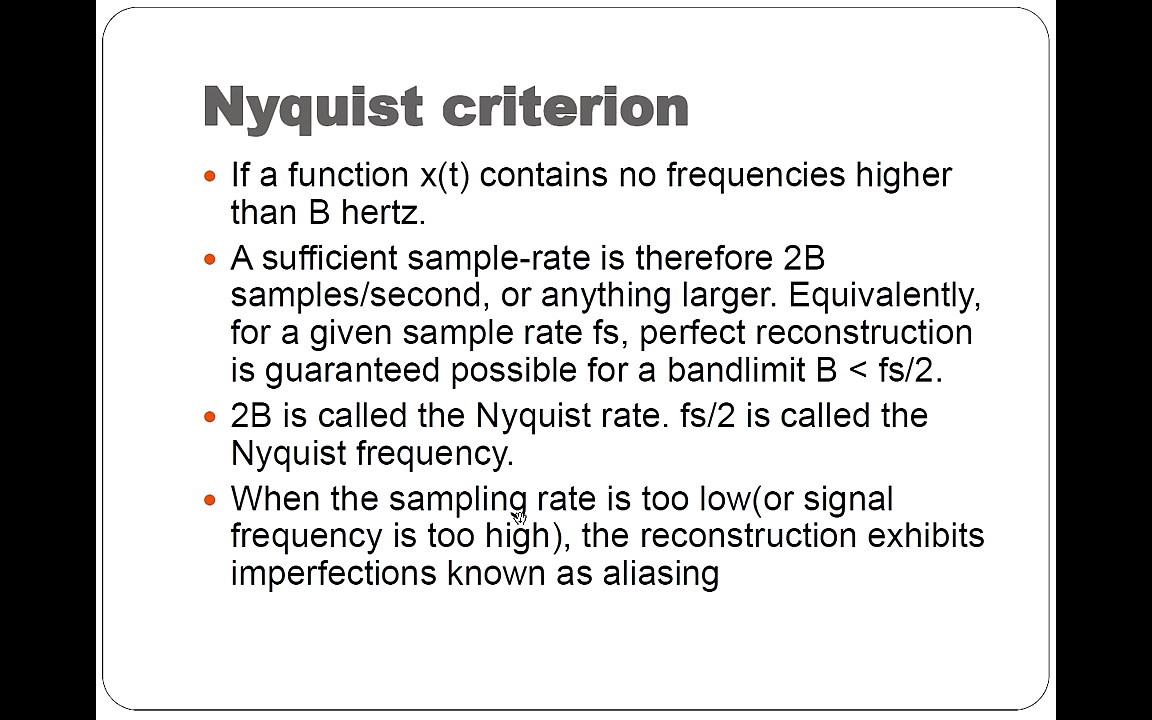 Nyquist criterion
If a function x(t) contains no frequencies higher
than B hertz.
A sufficient sample-rate is therefore 2B
samples/second, or anything larger. Equivalently,
for a given sample rate fs, perfect reconstruction
is guaranteed possible for a bandlimit B < fs/2.
2B is called the Nyquist rate. fs/2 is called the
Nyquist frequency.
When the sampling rate is too low(or signal
frequency is too high), the reconstruction exhibits
imperfections known as aliasing